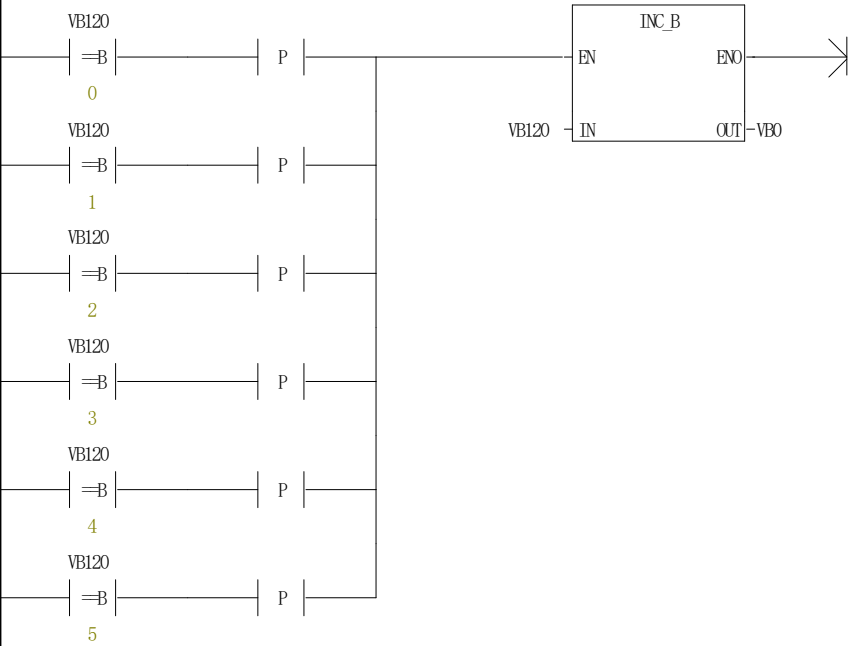 VB120 INC_B
==B P EN ENO
0
VB120 VB120 IN OUT VB0
==B P
1
VB120
==B P
2
VB120
==B P
3
VB120
==B P
4
VB120
==B P
5